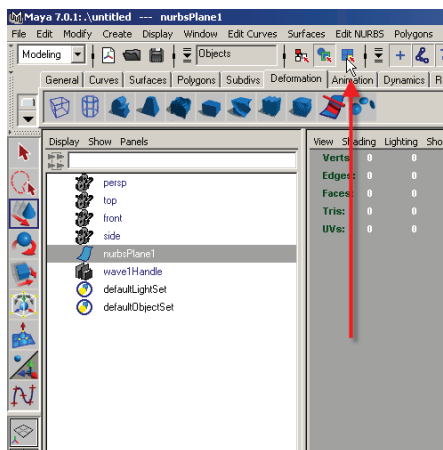 Maya 7.0.1: .\untitled --- nurbsPlane1
File Edit Modify Create Display Window Edit Curves Surfaces Edit NURBS Polygons
Modeling Objects
General Curves Surfaces Polygons Subdivs Deformation Animation Dynamics R
Display Show Panels
View Shading Lighting Sho
Verts: 0 0
Edges: 0 0
Faces: 0 0
Tris: 0 0
UVs: 0 0
persp
top
front
side
nurbsPlane1
wave1Handle
defaultLightSet
defaultObjectSet